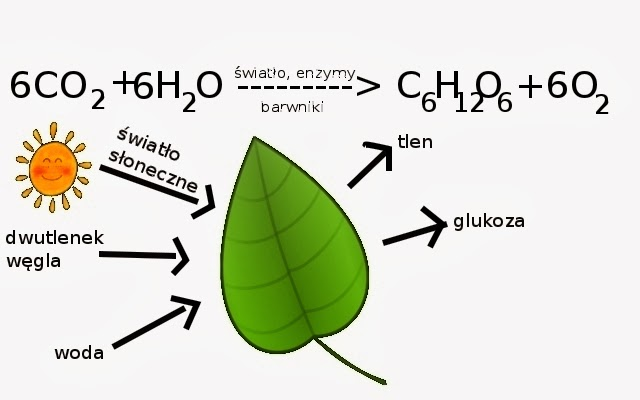 6CO2 +6H2O światło, enzymy -----------> C6H12O6 +6O2
barwniki
światło
słoneczne
tlen
glukoza
dwutlenek
węgla
woda